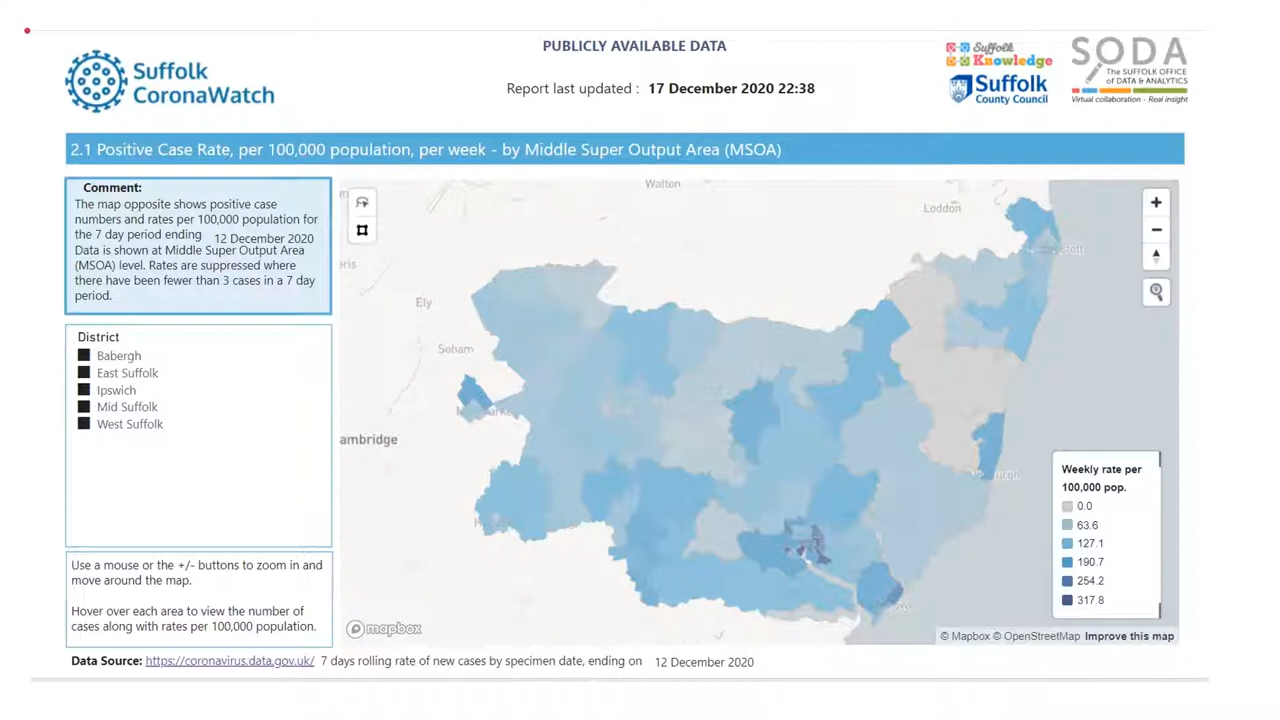 PUBLICLY AVAILABLE DATA
Report last updated : 17 December 2020 22:38
Suffolk
CoronaWatch
Suffolk
Knowledge
Suffolk
County Council
SODA
The SUFFOLK OFFICE
of DATA & ANALYTICS
Virtual collaboration - Real insight
2.1 Positive Case Rate, per 100,000 population, per week - by Middle Super Output Area (MSOA)
Comment:
The map opposite shows positive case
numbers and rates per 100,000 population for
the 7 day period ending 12 December 2020
Data is shown at Middle Super Output Area
(MSOA) level. Rates are suppressed where
there have been fewer than 3 cases in a 7 day
period.
District
Babergh
East Suffolk
Ipswich
Mid Suffolk
West Suffolk
Use a mouse or the +/- buttons to zoom in and
move around the map.
Hover over each area to view the number of
cases along with rates per 100,000 population.
Watton
Loddon
Ely
Soham
ambridge
Weekly rate per
100,000 pop.
0.0
63.6
127.1
190.7
254.2
317.8
mapbox
© Mapbox © OpenStreetMap Improve this map
Data Source: https://coronavirus.data.gov.uk/ 7 days rolling rate of new cases by specimen date, ending on 12 December 2020